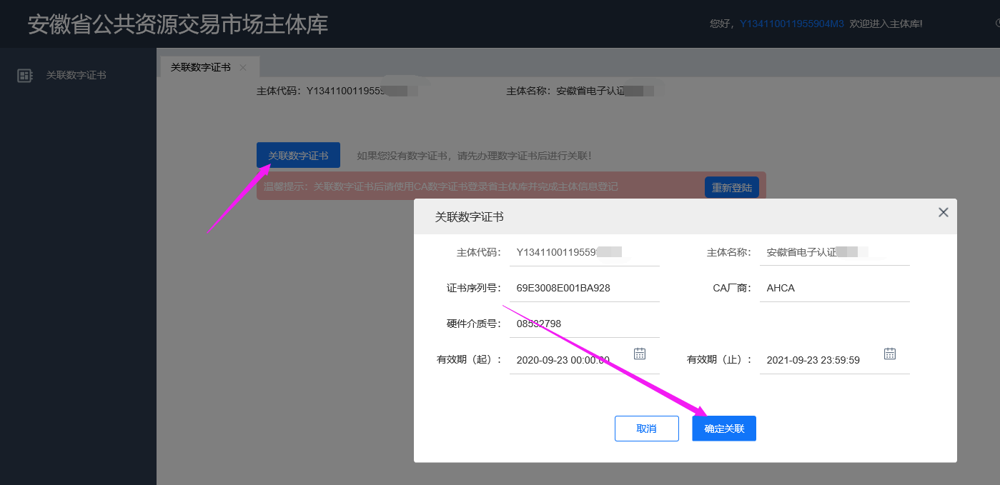 安徽省公共资源交易市场主体库
您好，Y134110011955904M3 欢迎进入主体库!
关联数字证书
关联数字证书
主体代码：Y1341100119559 主体名称：安徽省电子认证
关联数字证书 如果您没有数字证书，请先办理数字证书后进行关联!
温馨提示：关联数字证书后请使用CA数字证书登录省主体库并完成主体信息登记 重新登陆
关联数字证书
主体代码： Y1341100119559 主体名称： 安徽省电子认证
证书序列号： 69E3008E001BA928 CA厂商： AHCA
硬件介质号： 08532798
有效期（起）： 2020-09-23 00:00:00 有效期（止）： 2021-09-23 23:59:59
取消 确定关联